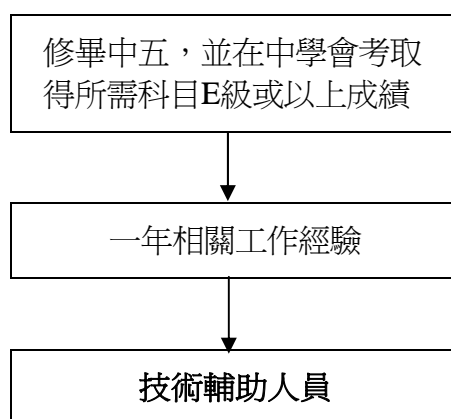 修畢中五，並在中學會考取
得所需科目E級或以上成績
一年相關工作經驗
技術輔助人員